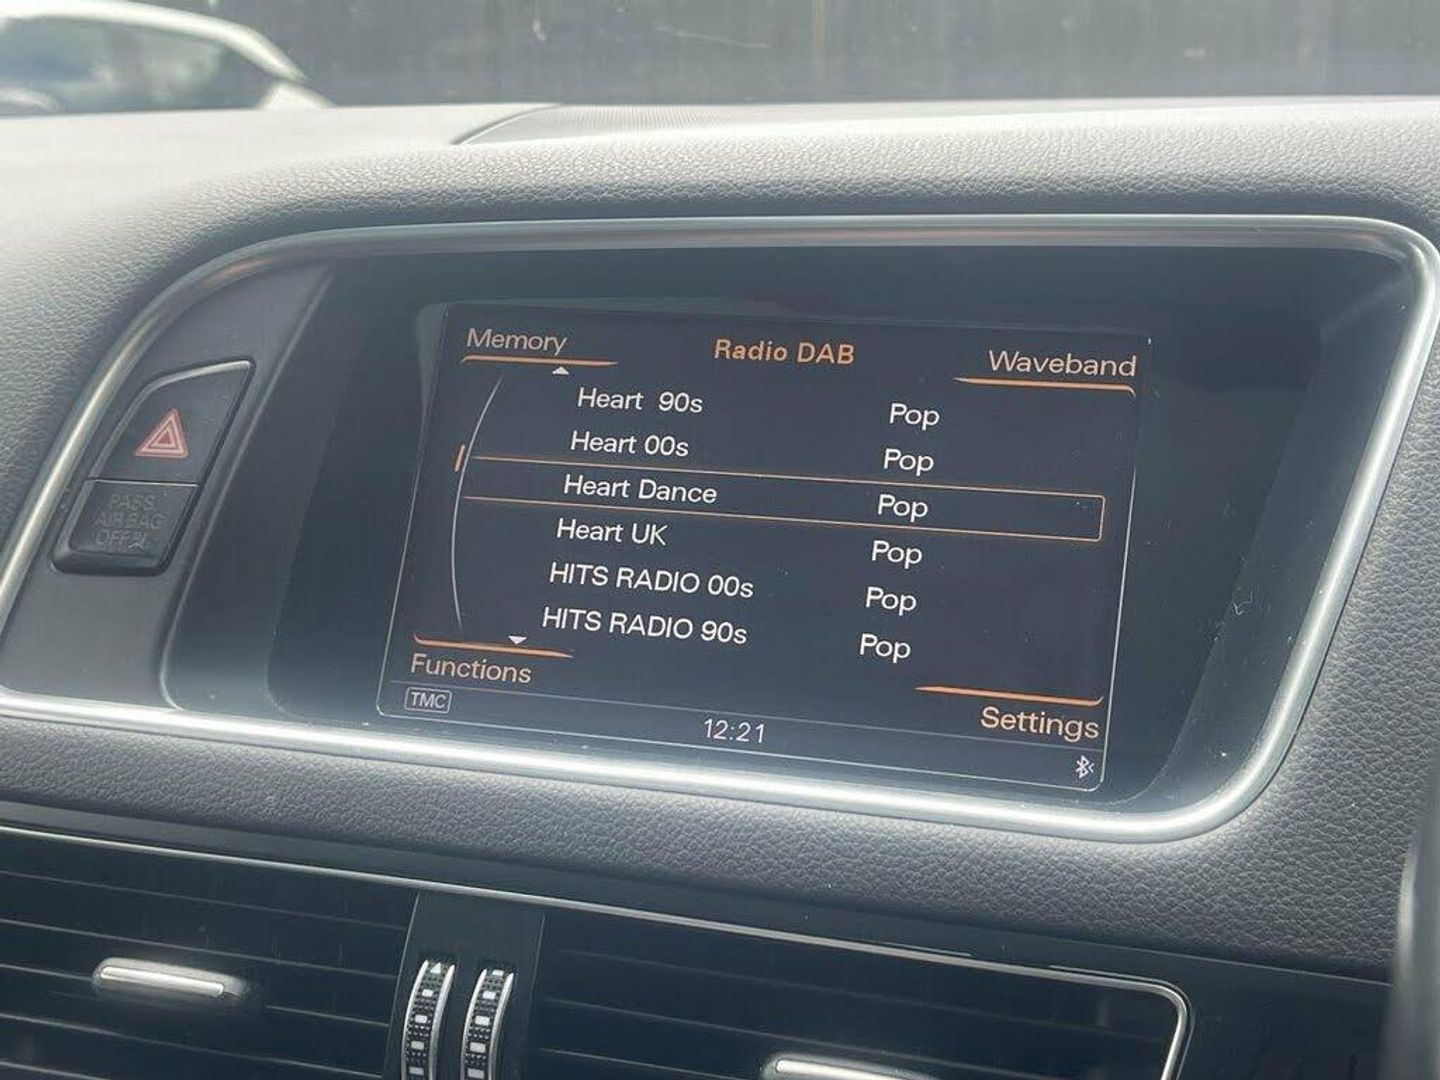 Memory
Radio DAB
Waveband
Heart 90s Pop
Heart 00s Pop
Heart Dance Pop
Heart UK Pop
HITS RADIO 00s Pop
HITS RADIO 90s Pop
Functions
Settings
TMC
12:21
PASS
AIR BAG
OFF